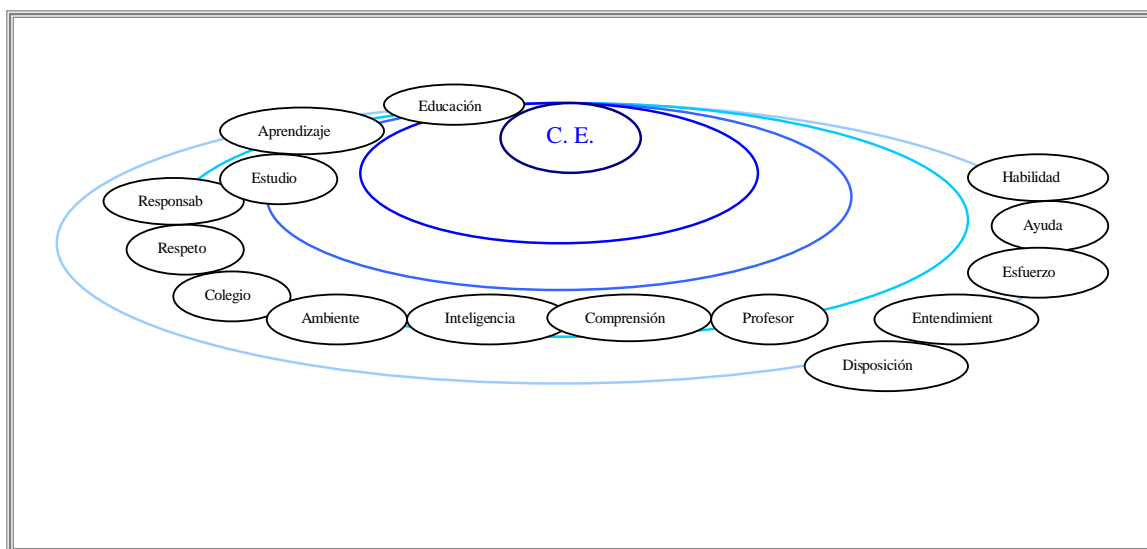 Educación
C. E.
Aprendizaje
Estudio
Habilidad
Responsab
Ayuda
Respeto
Esfuerzo
Colegio
Ambiente
Inteligencia
Comprensión
Profesor
Entendimient
Disposición